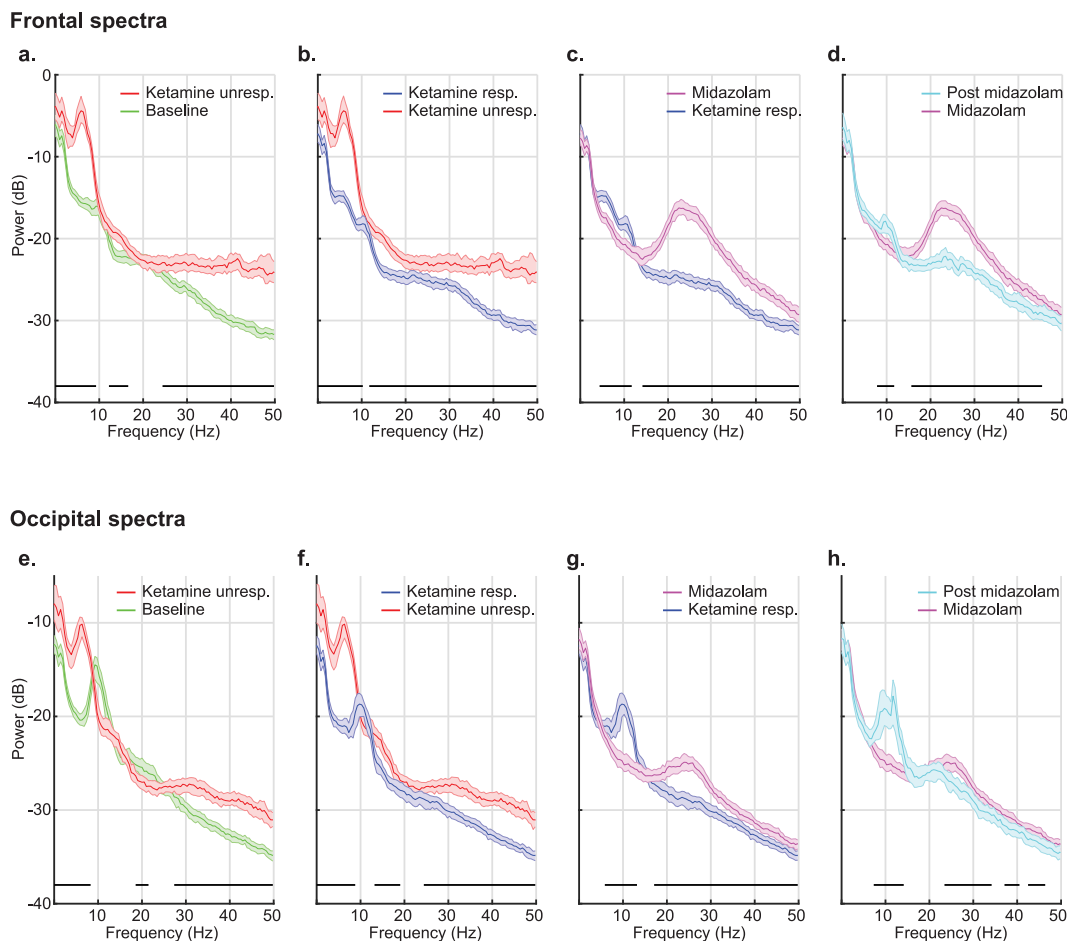 Frontal spectra
a. b. c. d.
Ketamine unresp. Ketamine resp. Midazolam Post midazolam
Baseline Ketamine unresp. Ketamine resp. Midazolam
0
-10
-20
-30
-40
Power (dB)
10 20 30 40 50 10 20 30 40 50 10 20 30 40 50 10 20 30 40 50
Frequency (Hz) Frequency (Hz) Frequency (Hz) Frequency (Hz)
Occipital spectra
e. f. g. h.
Ketamine unresp. Ketamine resp. Midazolam Post midazolam
Baseline Ketamine unresp. Ketamine resp. Midazolam
-10
-20
-30
-40
Power (dB)
10 20 30 40 50 10 20 30 40 50 10 20 30 40 50 10 20 30 40 50
Frequency (Hz) Frequency (Hz) Frequency (Hz) Frequency (Hz)